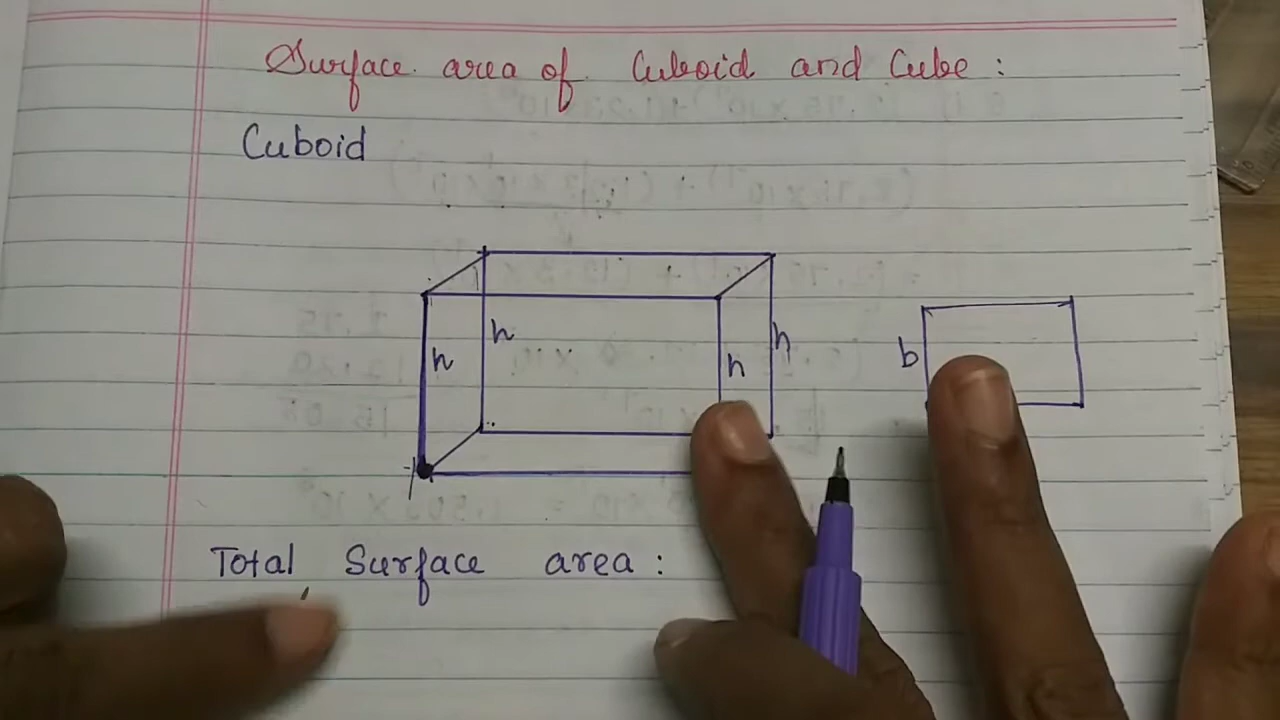 Surface area of Cuboid and Cube :
Cuboid
h h h h
b
Total Surface area :